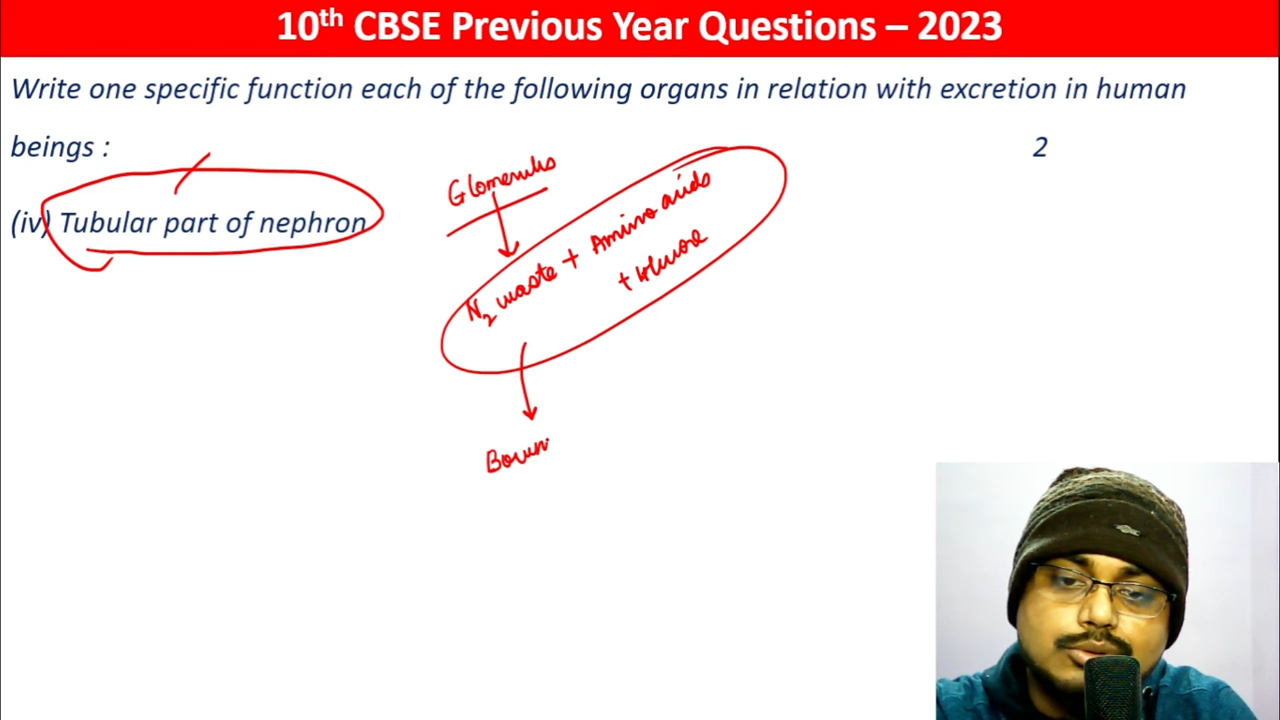 10th CBSE Previous Year Questions – 2023
Write one specific function each of the following organs in relation with excretion in human
beings : 2
(iv) Tubular part of nephron
Glomerulus
N2 waste + Amino acids
+
Bowm